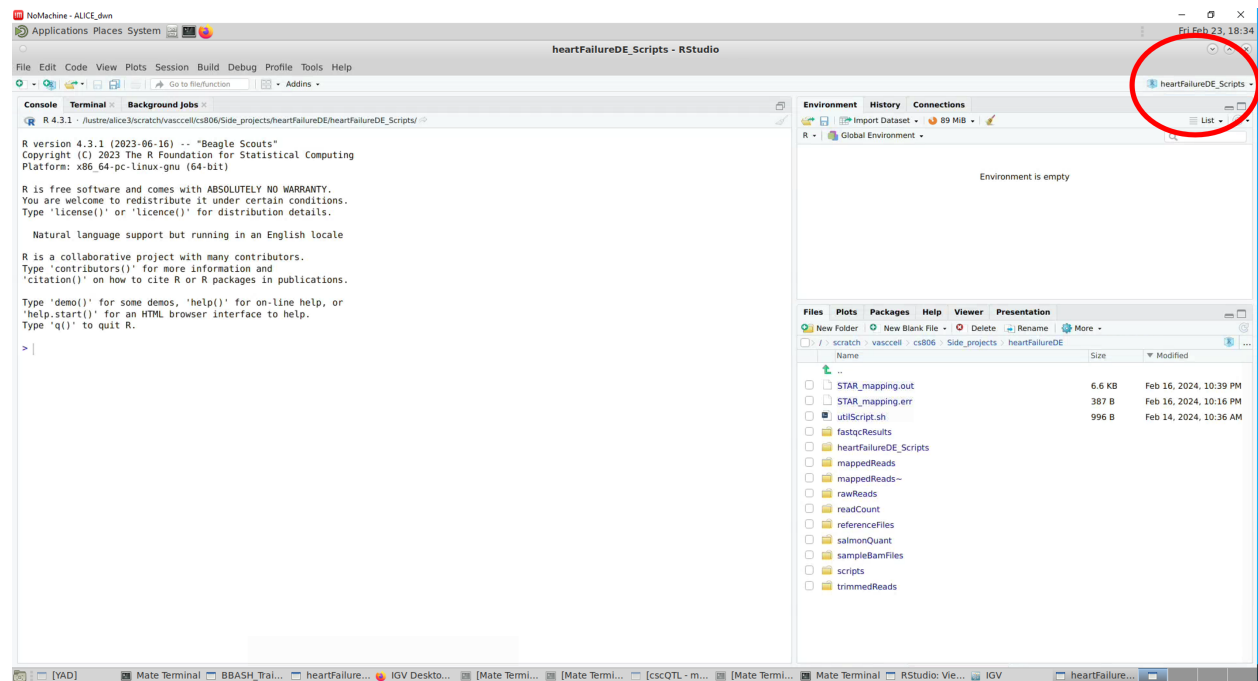 NoMachine - ALICE_dwn
Applications Places System
Fri Feb 23, 18:34
heartFailureDE_Scripts - RStudio
File Edit Code View Plots Session Build Debug Profile Tools Help
Go to file/function
Addins
heartFailureDE_Scripts
Console Terminal Background Jobs
R 4.3.1 · /lustre/alice3/scratch/vasccell/cs806/Side_projects/heartFailureDE/heartFailureDE_Scripts/
R version 4.3.1 (2023-06-16) -- "Beagle Scouts"
Copyright (C) 2023 The R Foundation for Statistical Computing
Platform: x86_64-pc-linux-gnu (64-bit)
R is free software and comes with ABSOLUTELY NO WARRANTY.
You are welcome to redistribute it under certain conditions.
Type 'license()' or 'licence()' for distribution details.
Natural language support but running in an English locale
R is a collaborative project with many contributors.
Type 'contributors()' for more information and
'citation()' on how to cite R or R packages in publications.
Type 'demo()' for some demos, 'help()' for on-line help, or
'help.start()' for an HTML browser interface to help.
Type 'q()' to quit R.
>
Environment History Connections
Import Dataset 89 MiB List
R Global Environment
Environment is empty
Files Plots Packages Help Viewer Presentation
New Folder New Blank File Delete Rename More
/ scratch vasccell cs806 Side_projects heartFailureDE
Name Size Modified
..
STAR_mapping.out 6.6 KB Feb 16, 2024, 10:39 PM
STAR_mapping.err 387 B Feb 16, 2024, 10:16 PM
utilScript.sh 996 B Feb 14, 2024, 10:36 AM
fastqcResults
heartFailureDE_Scripts
mappedReads
mappedReads~
rawReads
readCount
referenceFiles
salmonQuant
sampleBamFiles
scripts
trimmedReads
[YAD] Mate Terminal BBASH_Trai... heartFailure... IGV Deskto... [Mate Termi... [Mate Termi... [cscQTL - m... [Mate Termi... Mate Terminal RStudio: Vie... IGV heartFailure...